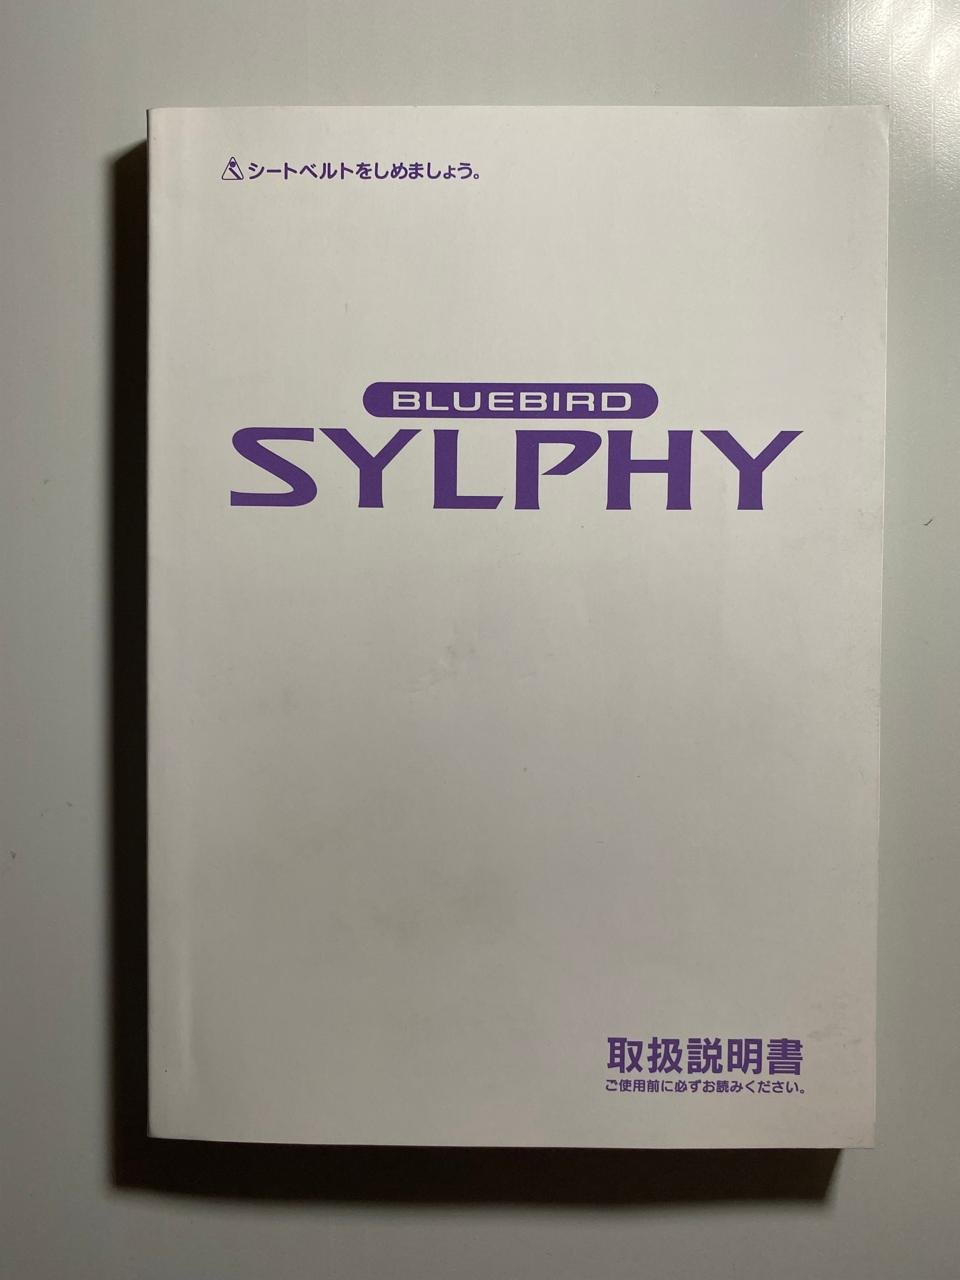 シートベルトをしめましょう。
BLUEBIRD
SYLPHY
取扱説明書
ご使用前に必ずお読みください。